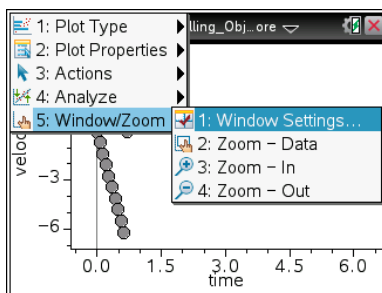 1: Plot Type
lling_Obj…ore
2: Plot Properties
3: Actions
4: Analyze
5: Window/Zoom
1: Window Settings…
2: Zoom – Data
3: Zoom – In
4: Zoom – Out
veloc
-3
-6
0.0 1.5 3.0 4.5 6.0
time